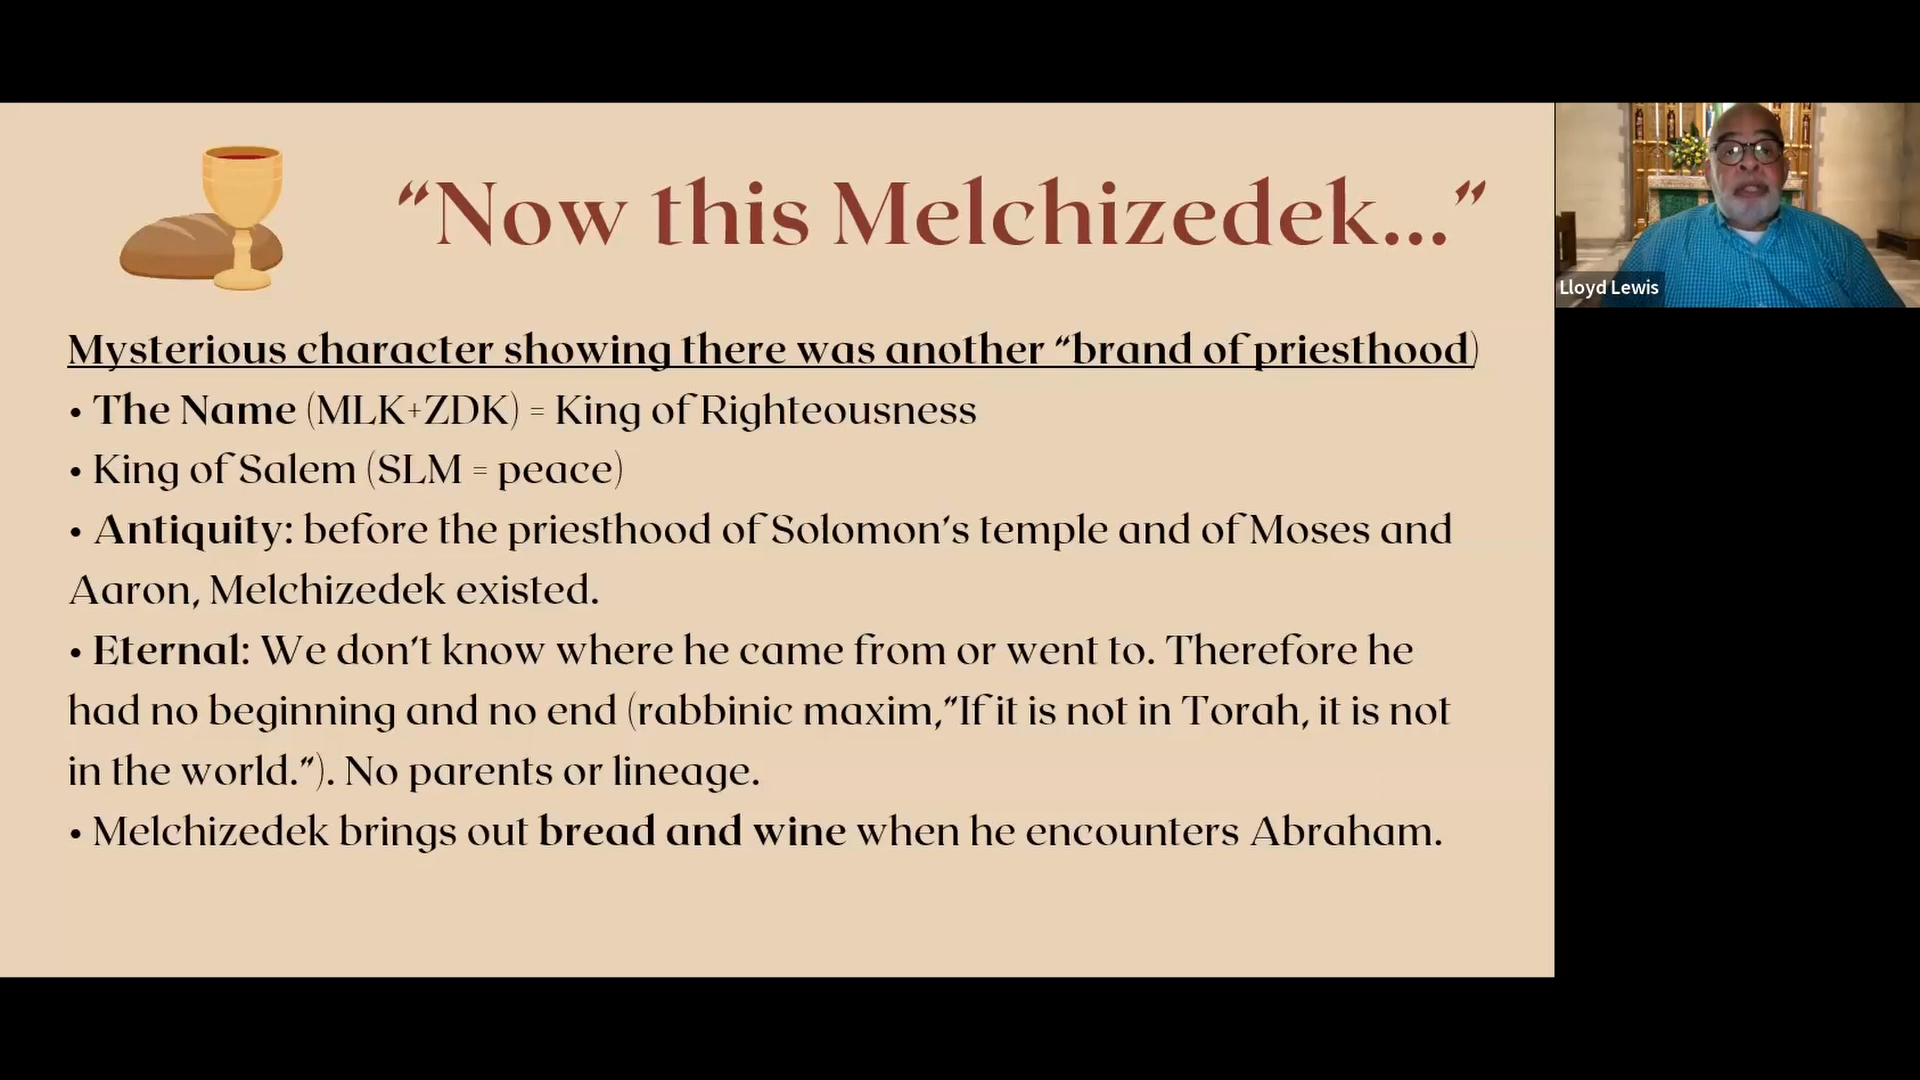 “Now this Melchizedek...”
Lloyd Lewis
Mysterious character showing there was another “brand of priesthood)
• The Name (MLK+ZDK) = King of Righteousness
• King of Salem (SLM = peace)
• Antiquity: before the priesthood of Solomon’s temple and of Moses and
Aaron, Melchizedek existed.
• Eternal: We don’t know where he came from or went to. Therefore he
had no beginning and no end (rabbinic maxim,”If it is not in Torah, it is not
in the world.”). No parents or lineage.
• Melchizedek brings out bread and wine when he encounters Abraham.